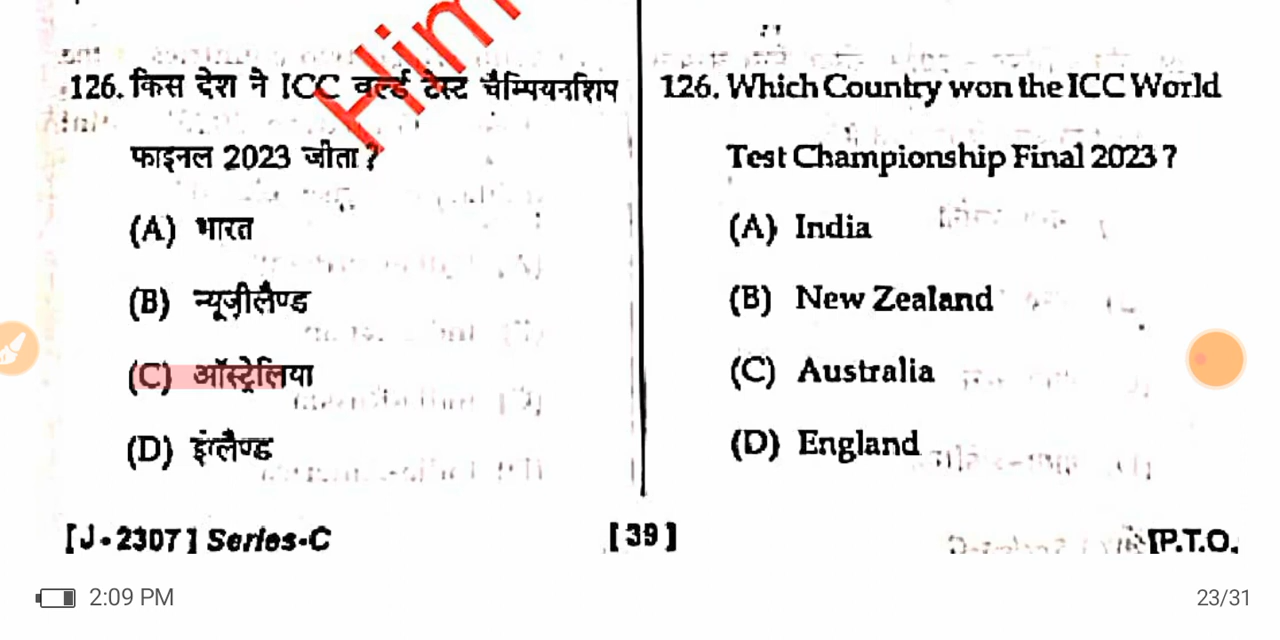 126. किस देश ने ICC वर्ल्ड टेस्ट चैम्पियनशिप
फाइनल 2023 जीता ?
(A) भारत
(B) न्यूज़ीलैण्ड
(C) ऑस्ट्रेलिया
(D) इंग्लैण्ड
126. Which Country won the ICC World
Test Championship Final 2023 ?
(A) India
(B) New Zealand
(C) Australia
(D) England
[J-2307] Series-C
[39]
[P.T.O.
Him
2:09 PM
23/31